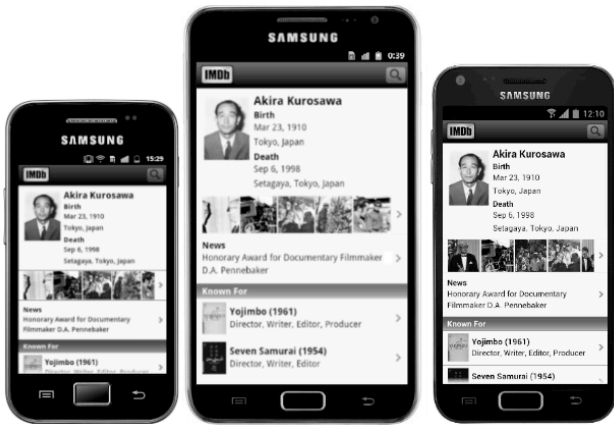 SAMSUNG
15:29
IMDb
Akira Kurosawa
Birth
Mar 23, 1910
Tokyo, Japan
Death
Sep 6, 1998
Setagaya, Tokyo, Japan
News
Honorary Award for Documentary
Filmmaker D.A. Pennebaker
Known For
Yojimbo (1961)
Director, Writer, Editor, Producer
SAMSUNG
0:39
IMDb
Akira Kurosawa
Birth
Mar 23, 1910
Tokyo, Japan
Death
Sep 6, 1998
Setagaya, Tokyo, Japan
News
Honorary Award for Documentary Filmmaker
D.A. Pennebaker
Known For
Yojimbo (1961)
Director, Writer, Editor, Producer
Seven Samurai (1954)
Director, Writer, Editor
SAMSUNG
12:10
IMDb
Akira Kurosawa
Birth
Mar 23, 1910
Tokyo, Japan
Death
Sep 6, 1998
Setagaya, Tokyo, Japan
News
Honorary Award for Documentary
Filmmaker D.A. Pennebaker
Known For
Yojimbo (1961)
Director, Writer, Editor, Producer
Seven Samurai (1954)